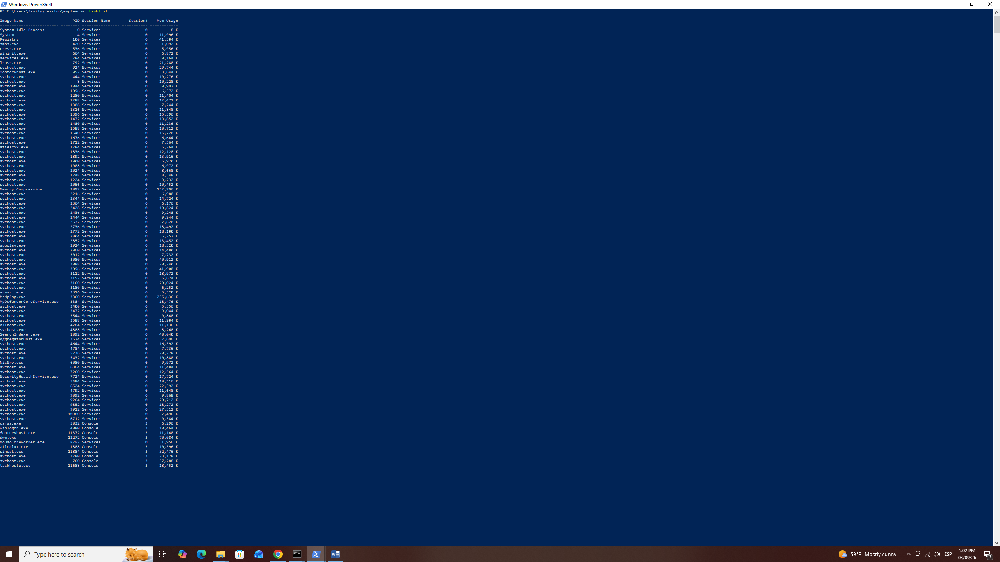 Windows PowerShell
PS C:\Users\Family\desktop\empleados> tasklist
Image Name                     PID Session Name        Session#    Mem Usage
========================= ======== ================ =========== ============
System Idle Process              0 Services                   0          8 K
System                           4 Services                   0     11,996 K
Registry                       100 Services                   0     41,304 K
smss.exe                       420 Services                   0      1,092 K
csrss.exe                      536 Services                   0      5,956 K
wininit.exe                    664 Services                   0      6,872 K
services.exe                   784 Services                   0      9,164 K
lsass.exe                      792 Services                   0     21,280 K
svchost.exe                    924 Services                   0     29,744 K
fontdrvhost.exe                952 Services                   0      3,644 K
svchost.exe                    444 Services                   0     19,276 K
svchost.exe                      8 Services                   0     10,220 K
svchost.exe                   1044 Services                   0      9,992 K
svchost.exe                   1096 Services                   0      6,372 K
svchost.exe                   1280 Services                   0     11,404 K
svchost.exe                   1288 Services                   0     12,472 K
svchost.exe                   1308 Services                   0      7,244 K
svchost.exe                   1316 Services                   0     11,840 K
svchost.exe                   1396 Services                   0     15,396 K
svchost.exe                   1472 Services                   0     13,852 K
svchost.exe                   1480 Services                   0     11,236 K
svchost.exe                   1588 Services                   0     10,712 K
svchost.exe                   1640 Services                   0     15,720 K
svchost.exe                   1676 Services                   0      6,644 K
svchost.exe                   1712 Services                   0      7,564 K
atiesrxx.exe                  1784 Services                   0      5,764 K
svchost.exe                   1836 Services                   0     12,128 K
svchost.exe                   1892 Services                   0     13,916 K
svchost.exe                   1900 Services                   0      5,920 K
svchost.exe                   1908 Services                   0      6,972 K
svchost.exe                   2024 Services                   0      8,660 K
svchost.exe                   1248 Services                   0      8,348 K
svchost.exe                   1224 Services                   0      9,232 K
svchost.exe                   2056 Services                   0     10,452 K
Memory Compression            2092 Services                   0    152,796 K
svchost.exe                   2216 Services                   0      6,980 K
svchost.exe                   2344 Services                   0     14,724 K
svchost.exe                   2364 Services                   0      6,176 K
svchost.exe                   2428 Services                   0     10,824 K
svchost.exe                   2436 Services                   0      9,248 K
svchost.exe                   2444 Services                   0      9,944 K
svchost.exe                   2672 Services                   0      7,620 K
svchost.exe                   2736 Services                   0     18,492 K
svchost.exe                   2772 Services                   0     18,100 K
svchost.exe                   2804 Services                   0      6,752 K
svchost.exe                   2852 Services                   0     13,452 K
spoolsv.exe                   2924 Services                   0     18,320 K
svchost.exe                   2960 Services                   0     14,480 K
svchost.exe                   3012 Services                   0      7,732 K
svchost.exe                   3080 Services                   0     40,912 K
svchost.exe                   3088 Services                   0     20,240 K
svchost.exe                   3096 Services                   0     41,900 K
svchost.exe                   3112 Services                   0     18,972 K
svchost.exe                   3152 Services                   0      5,624 K
svchost.exe                   3160 Services                   0     20,024 K
svchost.exe                   3180 Services                   0      6,252 K
armsvc.exe                    3316 Services                   0      5,520 K
MsMpEng.exe                   3360 Services                   0    235,636 K
MpDefenderCoreService.exe     3384 Services                   0     18,476 K
svchost.exe                   3400 Services                   0      5,356 K
svchost.exe                   3472 Services                   0      9,044 K
svchost.exe                   3544 Services                   0      9,848 K
svchost.exe                   3588 Services                   0     11,904 K
dllhost.exe                   4784 Services                   0     11,136 K
svchost.exe                   4888 Services                   0      8,268 K
SearchIndexer.exe             1092 Services                   0     40,040 K
AggregatorHost.exe            3524 Services                   0      7,696 K
svchost.exe                   4644 Services                   0     16,392 K
svchost.exe                   4704 Services                   0      7,736 K
svchost.exe                   5236 Services                   0     20,228 K
svchost.exe                   5432 Services                   0     10,880 K
NisSrv.exe                    6080 Services                   0      9,972 K
svchost.exe                   6364 Services                   0     11,484 K
svchost.exe                   7260 Services                   0     12,564 K
SecurityHealthService.exe     7724 Services                   0     17,724 K
svchost.exe                   5484 Services                   0     10,516 K
svchost.exe                   6524 Services                   0     22,392 K
svchost.exe                   4792 Services                   0     11,640 K
svchost.exe                   9092 Services                   0      9,868 K
svchost.exe                   9264 Services                   0     20,712 K
svchost.exe                   9852 Services                   0     18,272 K
svchost.exe                   9912 Services                   0     27,312 K
svchost.exe                  10980 Services                   0      7,496 K
svchost.exe                   6712 Services                   0      9,384 K
csrss.exe                     5032 Console                    3      6,296 K
winlogon.exe                  4080 Console                    3     10,464 K
fontdrvhost.exe              11372 Console                    3     11,140 K
dwm.exe                      12272 Console                    3     70,084 K
MoUsoCoreWorker.exe           8792 Services                   0     31,956 K
atieclxx.exe                  1888 Console                    3     10,396 K
sihost.exe                   11884 Console                    3     32,476 K
svchost.exe                   7780 Console                    3     23,128 K
svchost.exe                    760 Console                    3     37,288 K
taskhostw.exe                11688 Console                    3     18,452 K
Type here to search
59°F Mostly sunny
ESP
5:02 PM
03/09/26
3